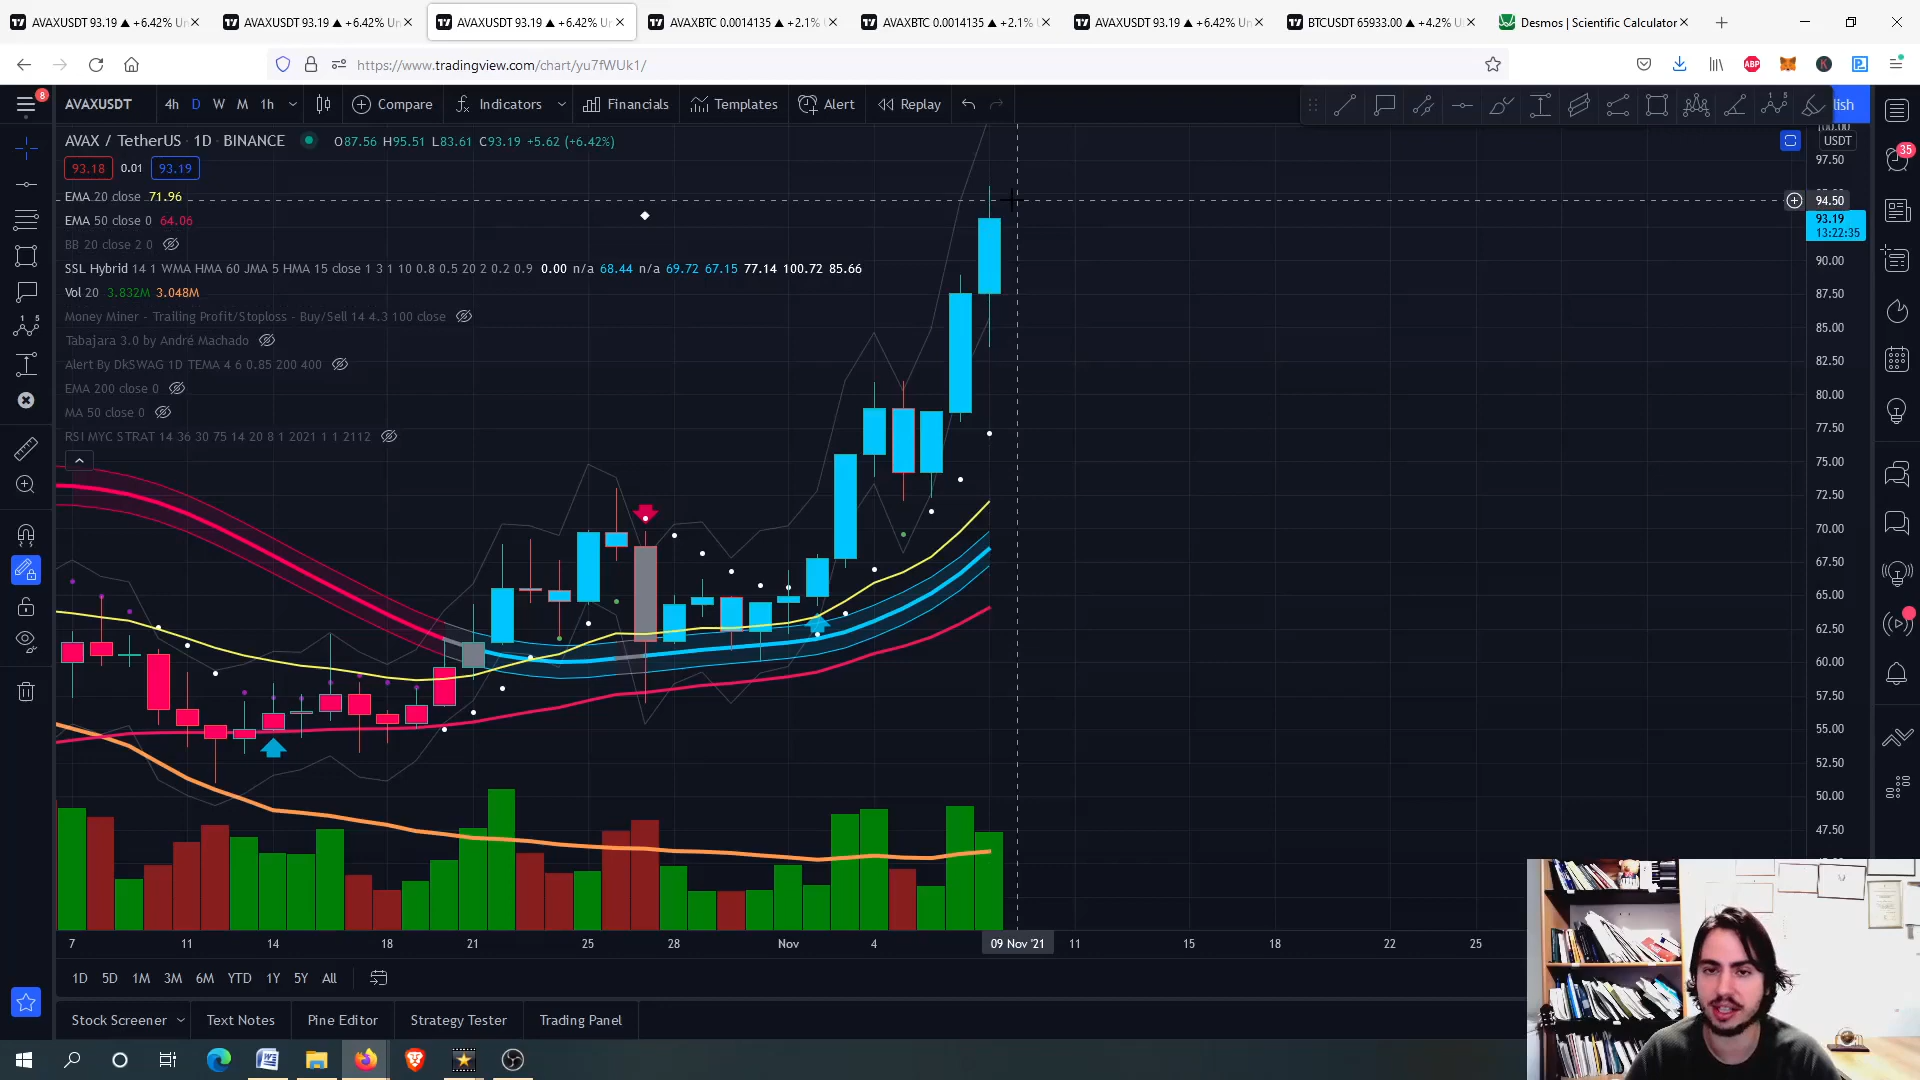 AVAXUSDT 93.19 ▲ +6.42% Un
AVAXUSDT 93.19 ▲ +6.42% Un
AVAXUSDT 93.19 ▲ +6.42% Un
AVAXBTC 0.0014135 ▲ +2.1% U
AVAXBTC 0.0014135 ▲ +2.1% U
AVAXUSDT 93.19 ▲ +6.42% Un
BTCUSDT 65933.00 ▲ +4.2% U
Desmos | Scientific Calculator
https://www.tradingview.com/chart/yu7fWUk1/
ABP
8
AVAXUSDT 4h D W M 1h Compare Indicators Financials Templates Alert Replay lish
AVAX / TetherUS · 1D · BINANCE O87.56 H95.51 L83.61 C93.19 +5.62 (+6.42%)
93.18 0.01 93.19
EMA 20 close 71.96
EMA 50 close 0 64.06
BB 20 close 2 0
SSL Hybrid 14 1 WMA HMA 60 JMA 5 HMA 15 close 1 3 1 10 0.8 0.5 20 2 0.2 0.9 0.00 n/a 68.44 n/a 69.72 67.15 77.14 100.72 85.66
Vol 20 3.832M 3.048M
Money Miner - Trailing Profit/Stoploss - Buy/Sell 14 4.3 100 close
Tabajara 3.0 by André Machado
Alert By DkSWAG 1D TEMA 4 6 0.85 200 400
EMA 200 close 0
MA 50 close 0
RSI MYC STRAT 14 36 30 75 14 20 8 1 2021 1 1 2112
100.00
USDT
97.50
94.50
93.19
13:22:35
90.00
87.50
85.00
82.50
80.00
77.50
75.00
72.50
70.00
67.50
65.00
62.50
60.00
57.50
55.00
52.50
50.00
47.50
35
7 11 14 18 21 25 28 Nov 4 09 Nov '21 11 15 18 22 25
1D 5D 1M 3M 6M YTD 1Y 5Y All
Stock Screener Text Notes Pine Editor Strategy Tester Trading Panel